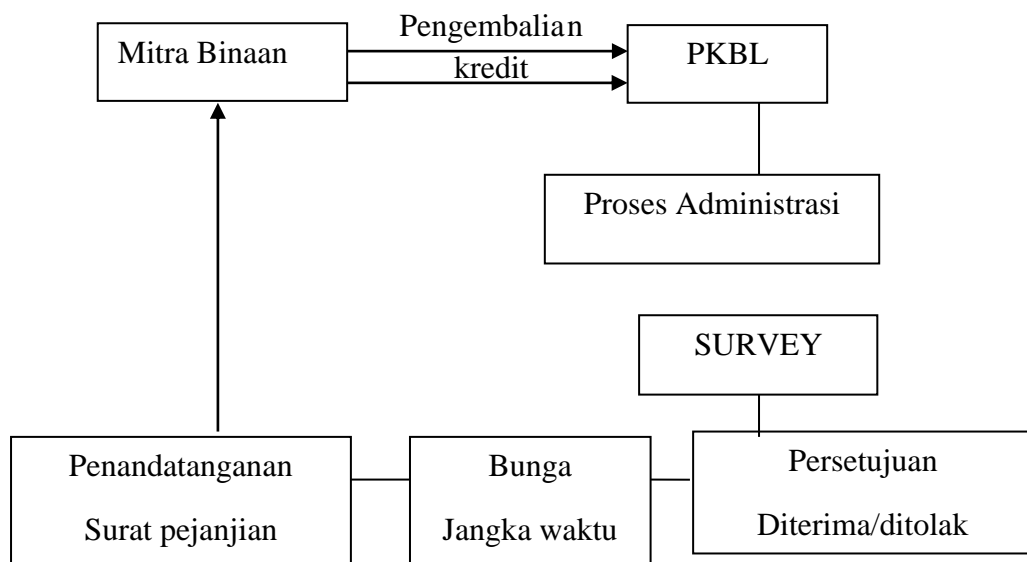 Mitra Binaan
Pengembalian
kredit
PKBL
Proses Administrasi
SURVEY
Penandatanganan
Surat pejanjian
Bunga
Jangka waktu
Persetujuan
Diterima/ditolak